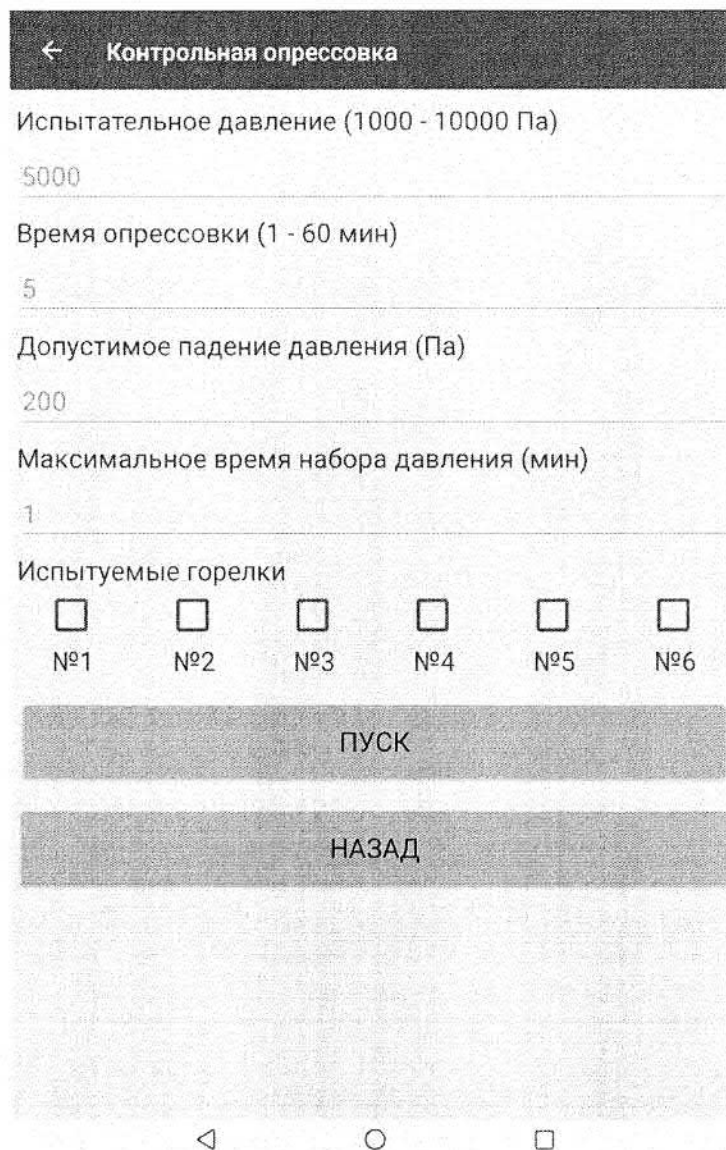 Контрольная опрессовка
Испытательное давление (1000 - 10000 Па)
5000
Время опрессовки (1 - 60 мин)
5
Допустимое падение давления (Па)
200
Максимальное время набора давления (мин)
1
Испытуемые горелки
№1 №2 №3 №4 №5 №6
ПУСК
НАЗАД